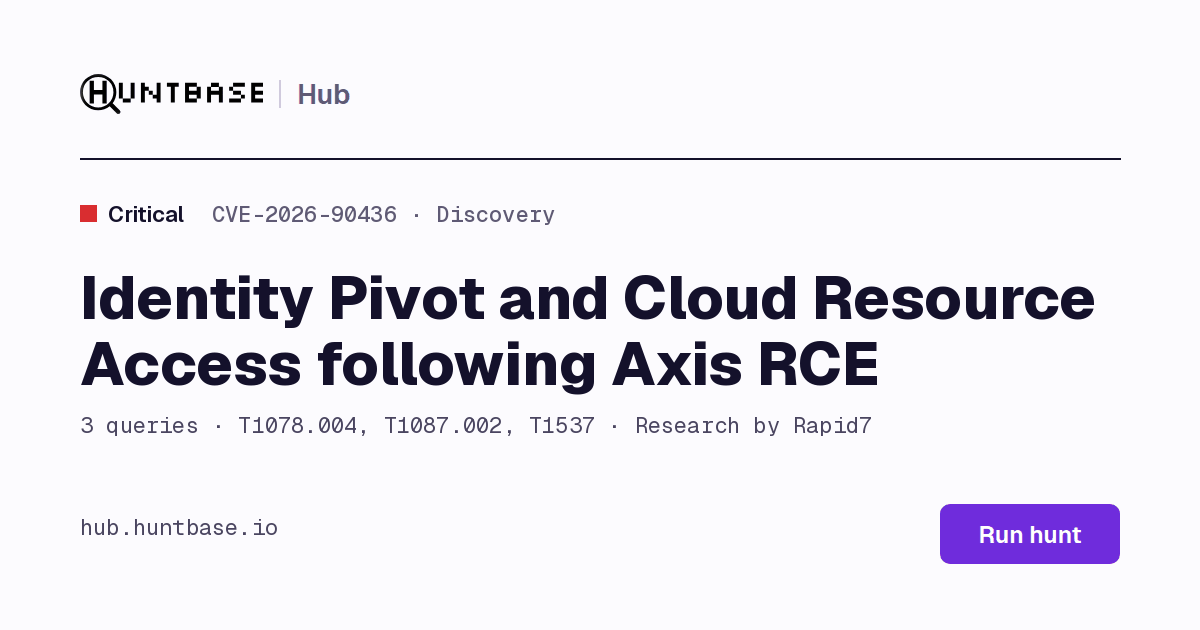 HUNTBASE | Hub
Critical CVE-2026-90436 · Discovery
Identity Pivot and Cloud Resource
Access following Axis RCE
3 queries · T1078.004, T1087.002, T1537 · Research by Rapid7
hub.huntbase.io
Run hunt